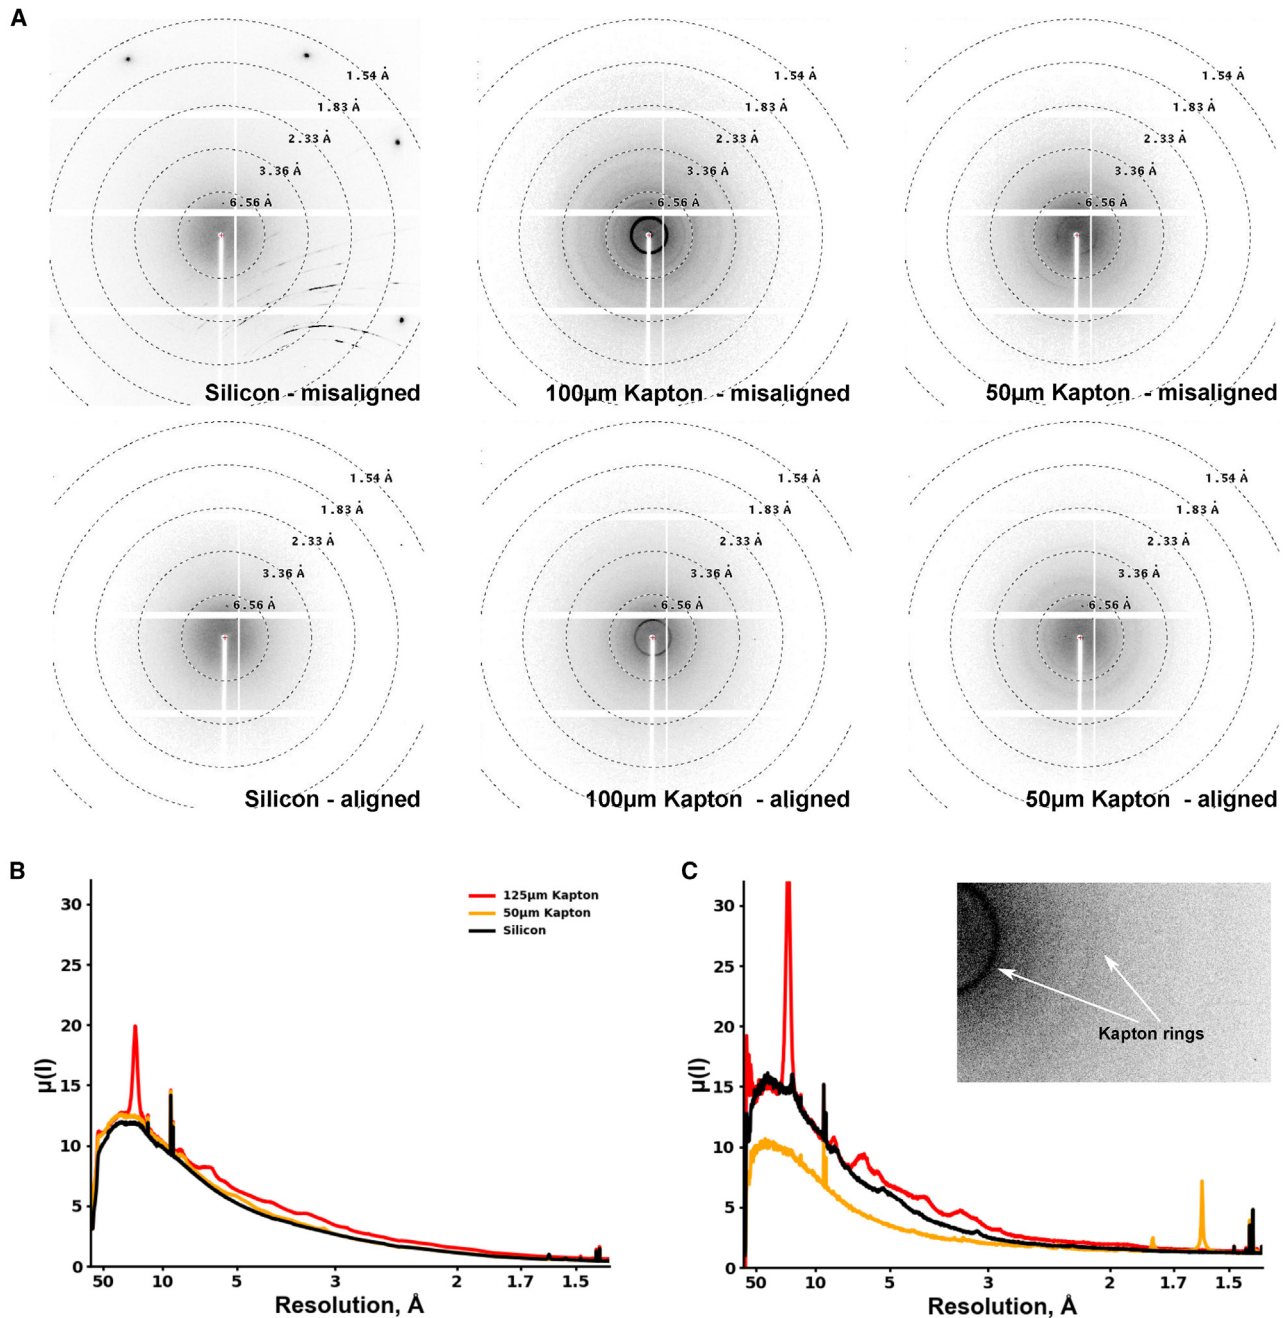 A
1.54 Å
1.83 Å
2.33 Å
3.36 Å
6.56 Å
Silicon - misaligned
1.54 Å
1.83 Å
2.33 Å
3.36 Å
6.56 Å
100µm Kapton - misaligned
1.54 Å
1.83 Å
2.33 Å
3.36 Å
6.56 Å
50µm Kapton - misaligned
1.54 Å
1.83 Å
2.33 Å
3.36 Å
6.56 Å
Silicon - aligned
1.54 Å
1.83 Å
2.33 Å
3.36 Å
6.56 Å
100µm Kapton - aligned
1.54 Å
1.83 Å
2.33 Å
3.36 Å
6.56 Å
50µm Kapton - aligned
B
30
25
20
15
10
5
0
µ(I)
125µm Kapton
50µm Kapton
Silicon
50 10 5 3 2 1.7 1.5
Resolution, Å
C
30
25
20
15
10
5
0
µ(I)
Kapton rings
50 10 5 3 2 1.7 1.5
Resolution, Å